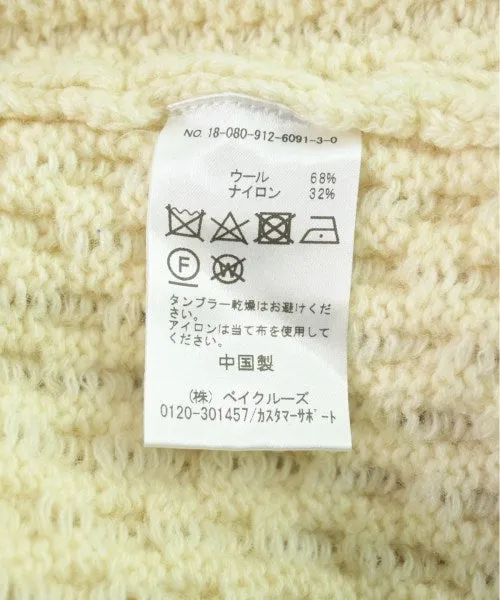 NO. 18-080-912-6091-3-0
ウール 68%
ナイロン 32%
F
W
タンブラー乾燥はお避けくだ
さい。
アイロンは当て布を使用して
ください。
中国製
（株）ベイクルーズ
0120-301457/カスタマーサポート